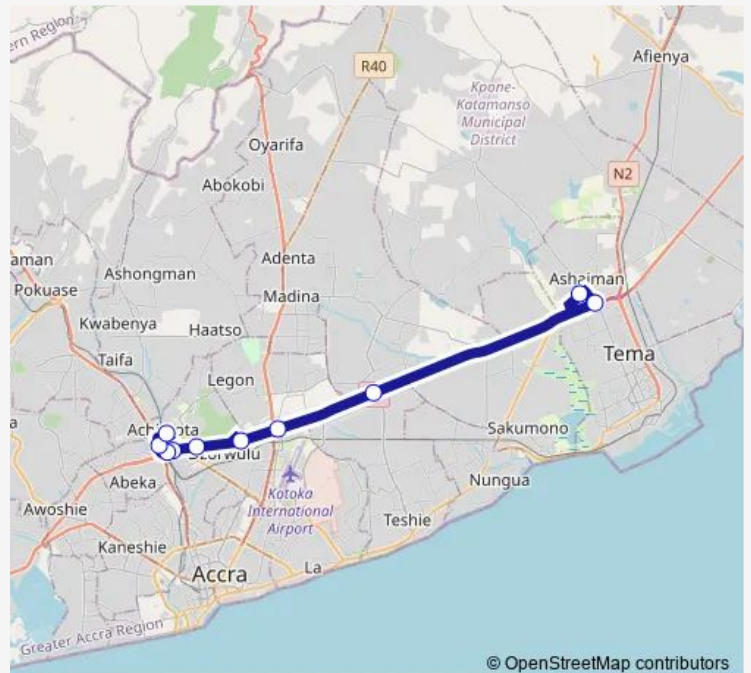 ern Region
R40
Afienya
Kpone-
Katamanso
Municipal
District
Oyarifa
N2
Abokobi
aman
Adenta
Ashongman
Ashaiman
Pokuase
Madina
Kwabenya
Haatso
Taifa
Tema
Legon
Sakumono
Dzorwulu
Abeka
Nungua
Kotoka
International
Airport
Awoshie
Teshie
Kaneshie
Accra
La
Greater Accra Region
© OpenStreetMap contributors